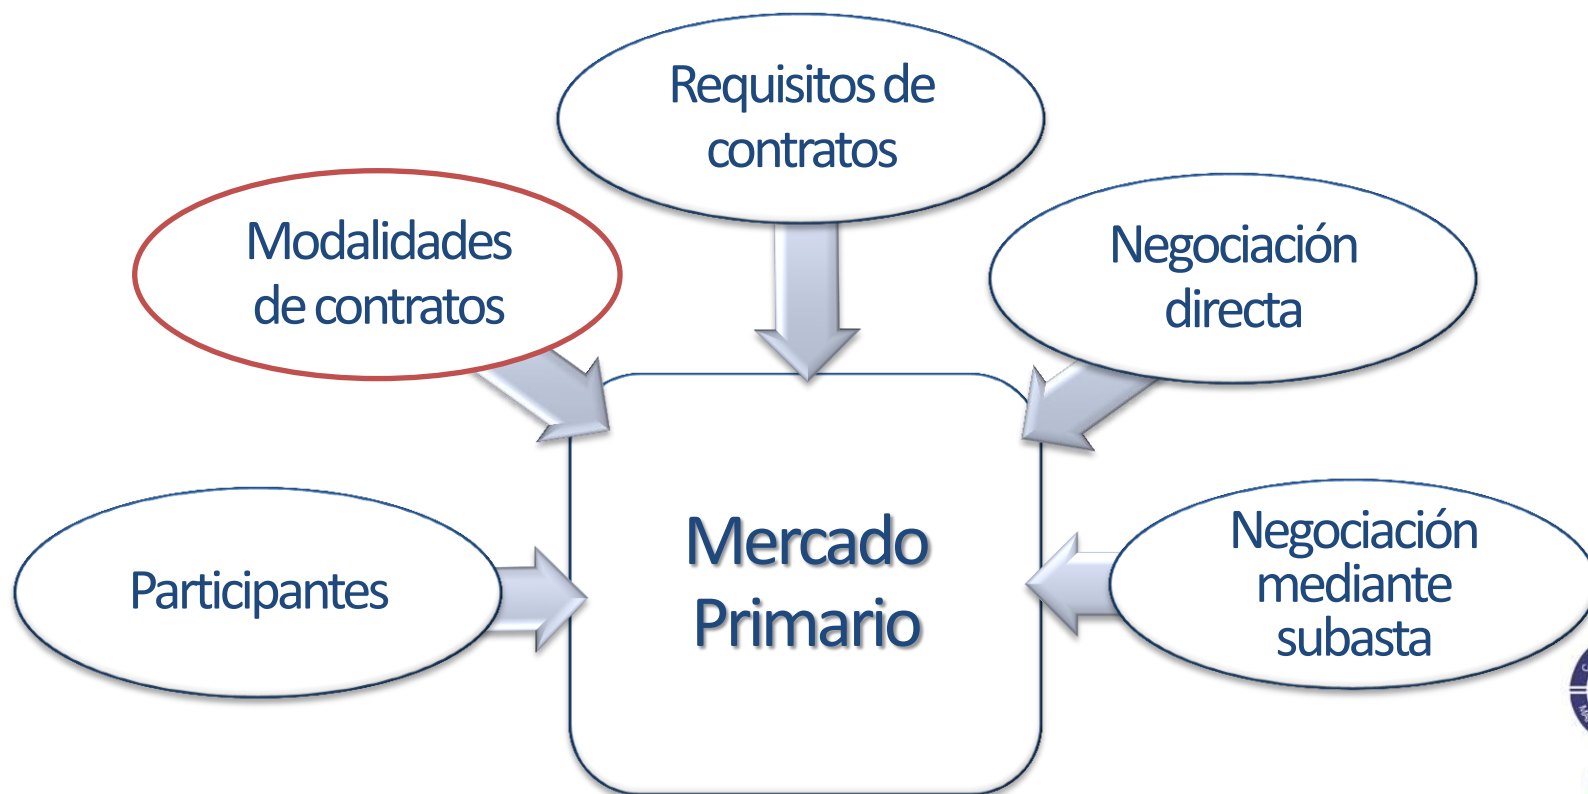 Requisitos de
contratos
Modalidades
de contratos
Negociación
directa
Participantes
Mercado
Primario
Negociación
mediante
subasta